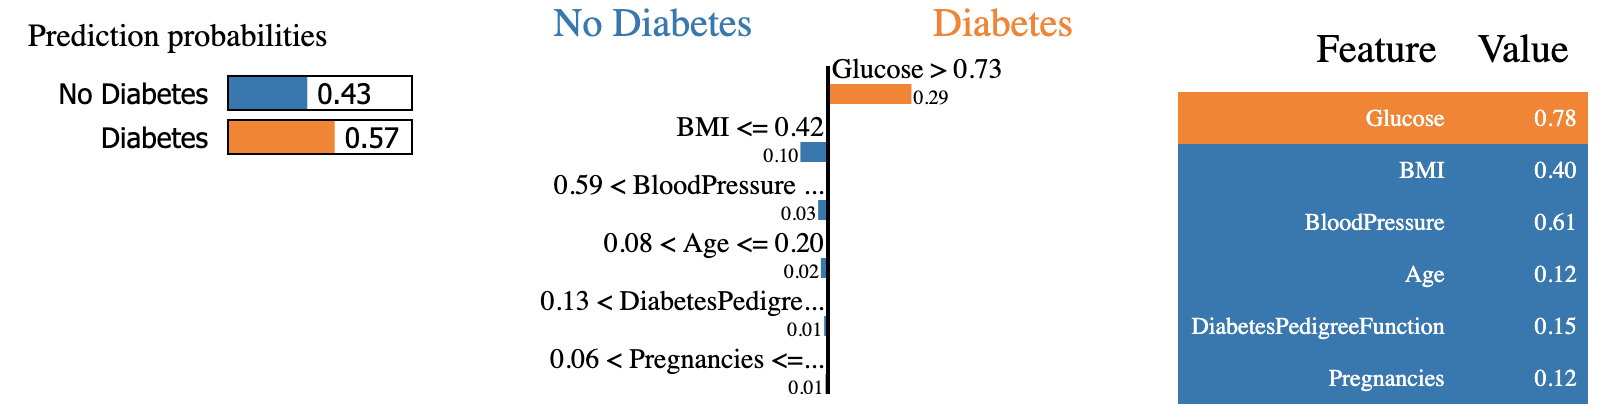 Prediction probabilities
No Diabetes 0.43
Diabetes 0.57
No Diabetes Diabetes
Glucose > 0.73
0.29
BMI <= 0.42
0.10
0.59 < BloodPressure ...
0.03
0.08 < Age <= 0.20
0.02
0.13 < DiabetesPedigre...
0.01
0.06 < Pregnancies <=...
0.01
Feature Value
Glucose 0.78
BMI 0.40
BloodPressure 0.61
Age 0.12
DiabetesPedigreeFunction 0.15
Pregnancies 0.12